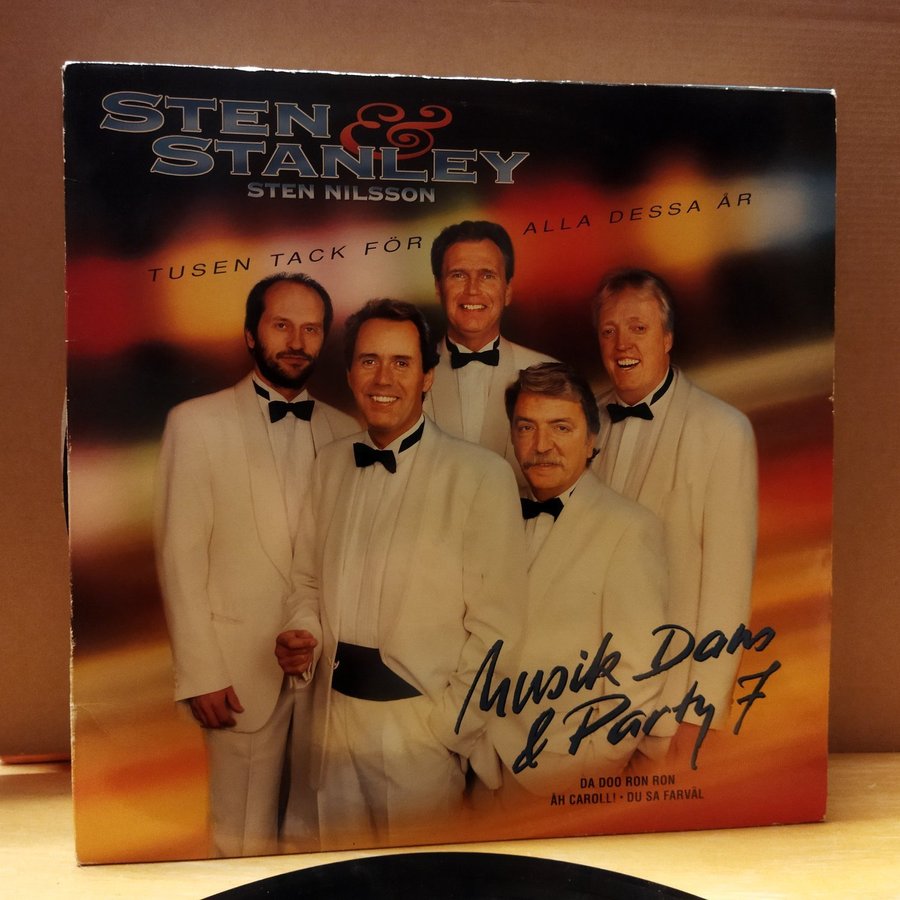 STEN &
STANLEY
STEN NILSSON
TUSEN TACK FÖR ALLA DESSA ÅR
Musik Dans
& Party 7
DA DOO RON RON
ÅH CAROLL! · DU SA FARVÄL